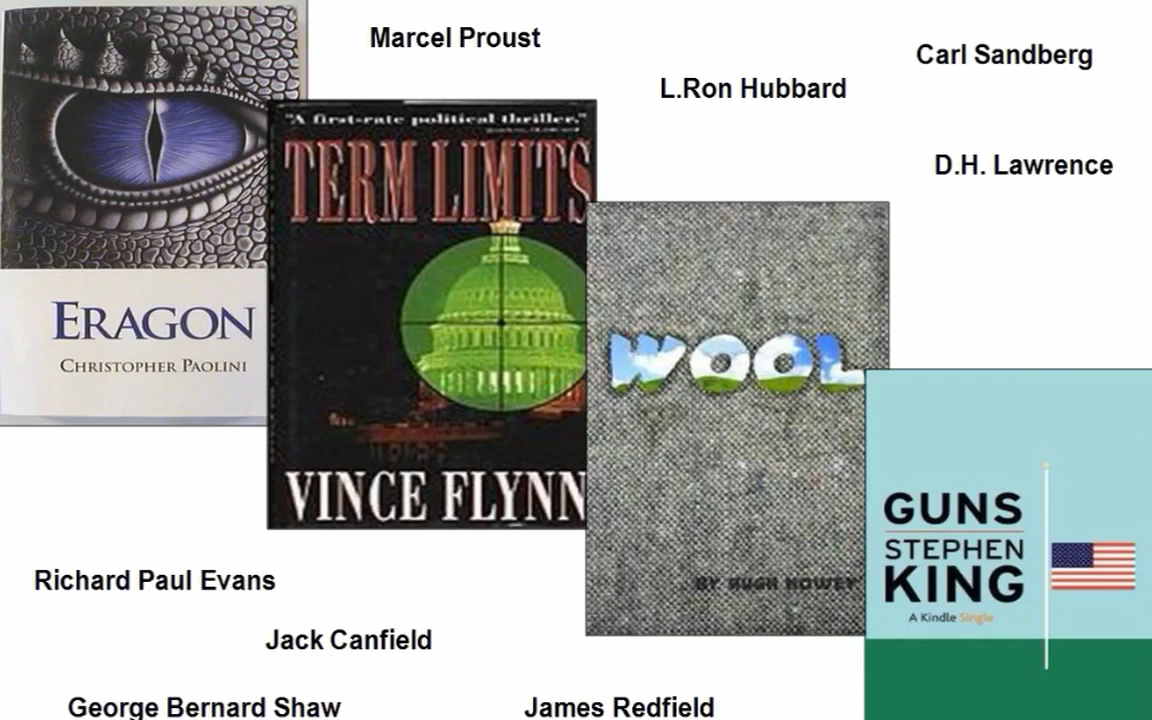 Marcel Proust
Carl Sandberg
L.Ron Hubbard
D.H. Lawrence
ERAGON
CHRISTOPHER PAOLINI
"A first-rate political thriller."
TERM LIMITS
VINCE FLYNN
WOOL
BY HUGH HOWEY
GUNS
STEPHEN
KING
A Kindle Single
Richard Paul Evans
Jack Canfield
George Bernard Shaw
James Redfield